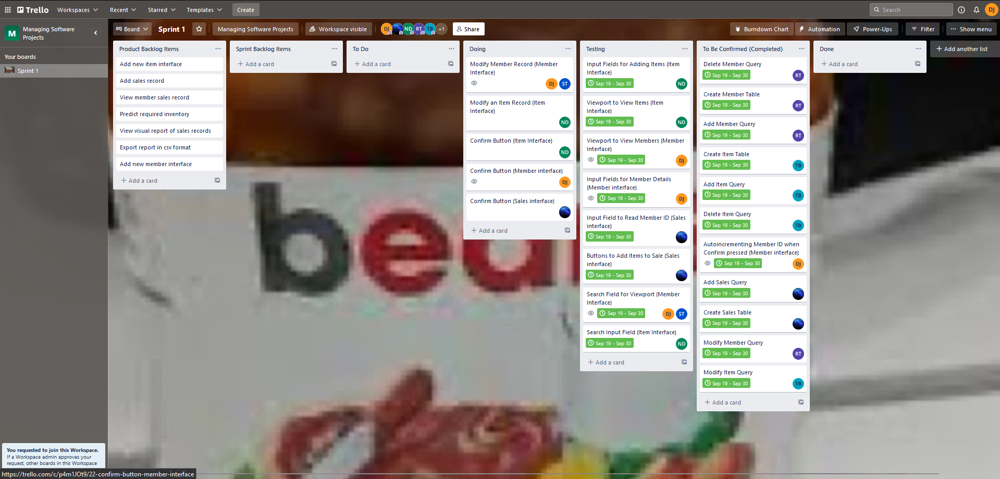 Trello
Workspaces
Recent
Starred
Templates
Create
Search
DJ
M
Managing Software
Projects
Your boards
Sprint 1
Board
Sprint 1
Managing Software Projects
Workspace visible
DJ
ND
RT
TB
+1
Share
Burndown Chart
Automation
Power-Ups
Filter
Show menu
Product Backlog Items
Add new item interface
Add sales record
View member sales record
Predict required inventory
View visual report of sales records
Export report in csv format
Add new member interface
+ Add a card
Sprint Backlog Items
+ Add a card
To Do
+ Add a card
Doing
Modify Member Record (Member
Interface)
DJ
ST
Modify an Item Record (Item
Interface)
ND
Confirm Button (Item Interface)
ND
Confirm Button (Member interface)
DJ
Confirm Button (Sales interface)
+ Add a card
Testing
Input Fields for Adding Items (Item
Interface)
Sep 19 - Sep 30
ND
Viewport to View Items (Item
Interface)
Sep 19 - Sep 30
ND
Viewport to View Members (Member
Interface)
Sep 19 - Sep 30
DJ
Input Fields for Member Details
(Member interface)
Sep 19 - Sep 30
DJ
Input Field to Read Member ID (Sales
interface)
Sep 19 - Sep 30
Buttons to Add Items to Sale (Sales
interface)
Sep 19 - Sep 30
Search Field for Viewport (Member
Interface)
Sep 19 - Sep 30
DJ
ST
Search Input Field (Item Interface)
Sep 19 - Sep 30
ND
+ Add a card
To Be Confirmed (Completed)
Delete Member Query
Sep 19 - Sep 30
RT
Create Member Table
Sep 19 - Sep 30
RT
Add Member Query
Sep 19 - Sep 30
RT
Create Item Table
Sep 19 - Sep 30
TB
Add Item Query
Sep 19 - Sep 30
TB
Delete Item Query
Sep 19 - Sep 30
TB
Autoincrementing Member ID when
Confirm pressed (Member interface)
Sep 19 - Sep 30
DJ
Add Sales Query
Sep 19 - Sep 30
Create Sales Table
Sep 19 - Sep 30
Modify Member Query
Sep 19 - Sep 30
RT
Modify Item Query
Sep 19 - Sep 30
TB
+ Add a card
Done
+ Add a card
+ Add another list
You requested to join this Workspace.
If a Workspace admin approves your
request, other boards in this Workspace
https://trello.com/c/p4m1JOt9/22-confirm-button-member-interface